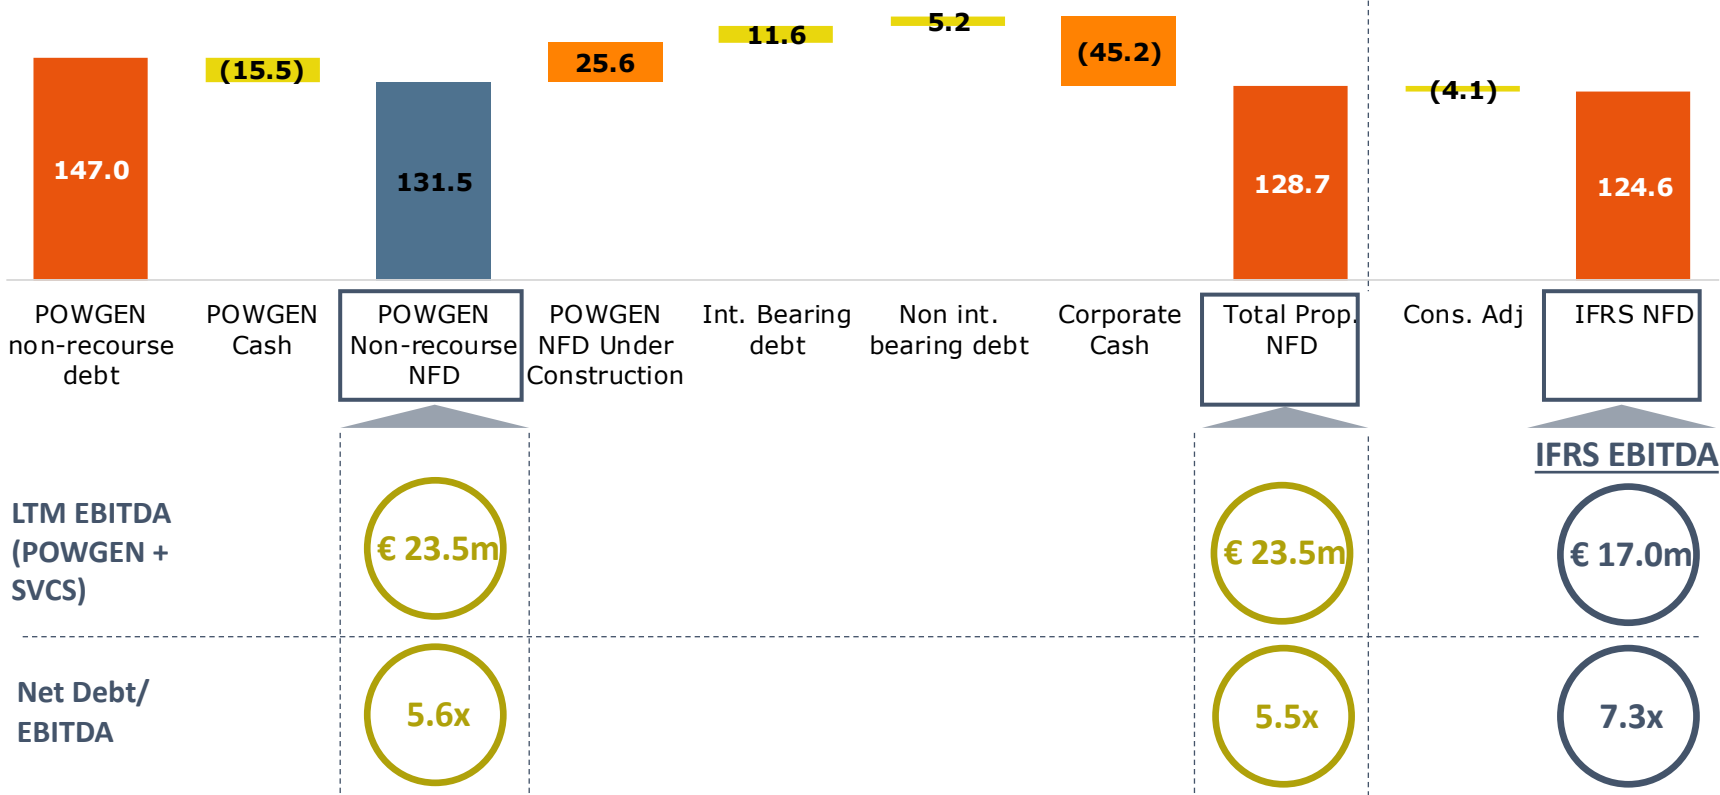 147.0
(15.5)
131.5
25.6
11.6
5.2
(45.2)
128.7
(4.1)
124.6
POWGEN
non-recourse
debt
POWGEN
Cash
POWGEN
Non-recourse
NFD
POWGEN
NFD Under
Construction
Int. Bearing
debt
Non int.
bearing debt
Corporate
Cash
Total Prop.
NFD
Cons. Adj
IFRS NFD
IFRS EBITDA
LTM EBITDA
(POWGEN +
SVCS)
€ 23.5m
€ 23.5m
€ 17.0m
Net Debt/
EBITDA
5.6x
5.5x
7.3x